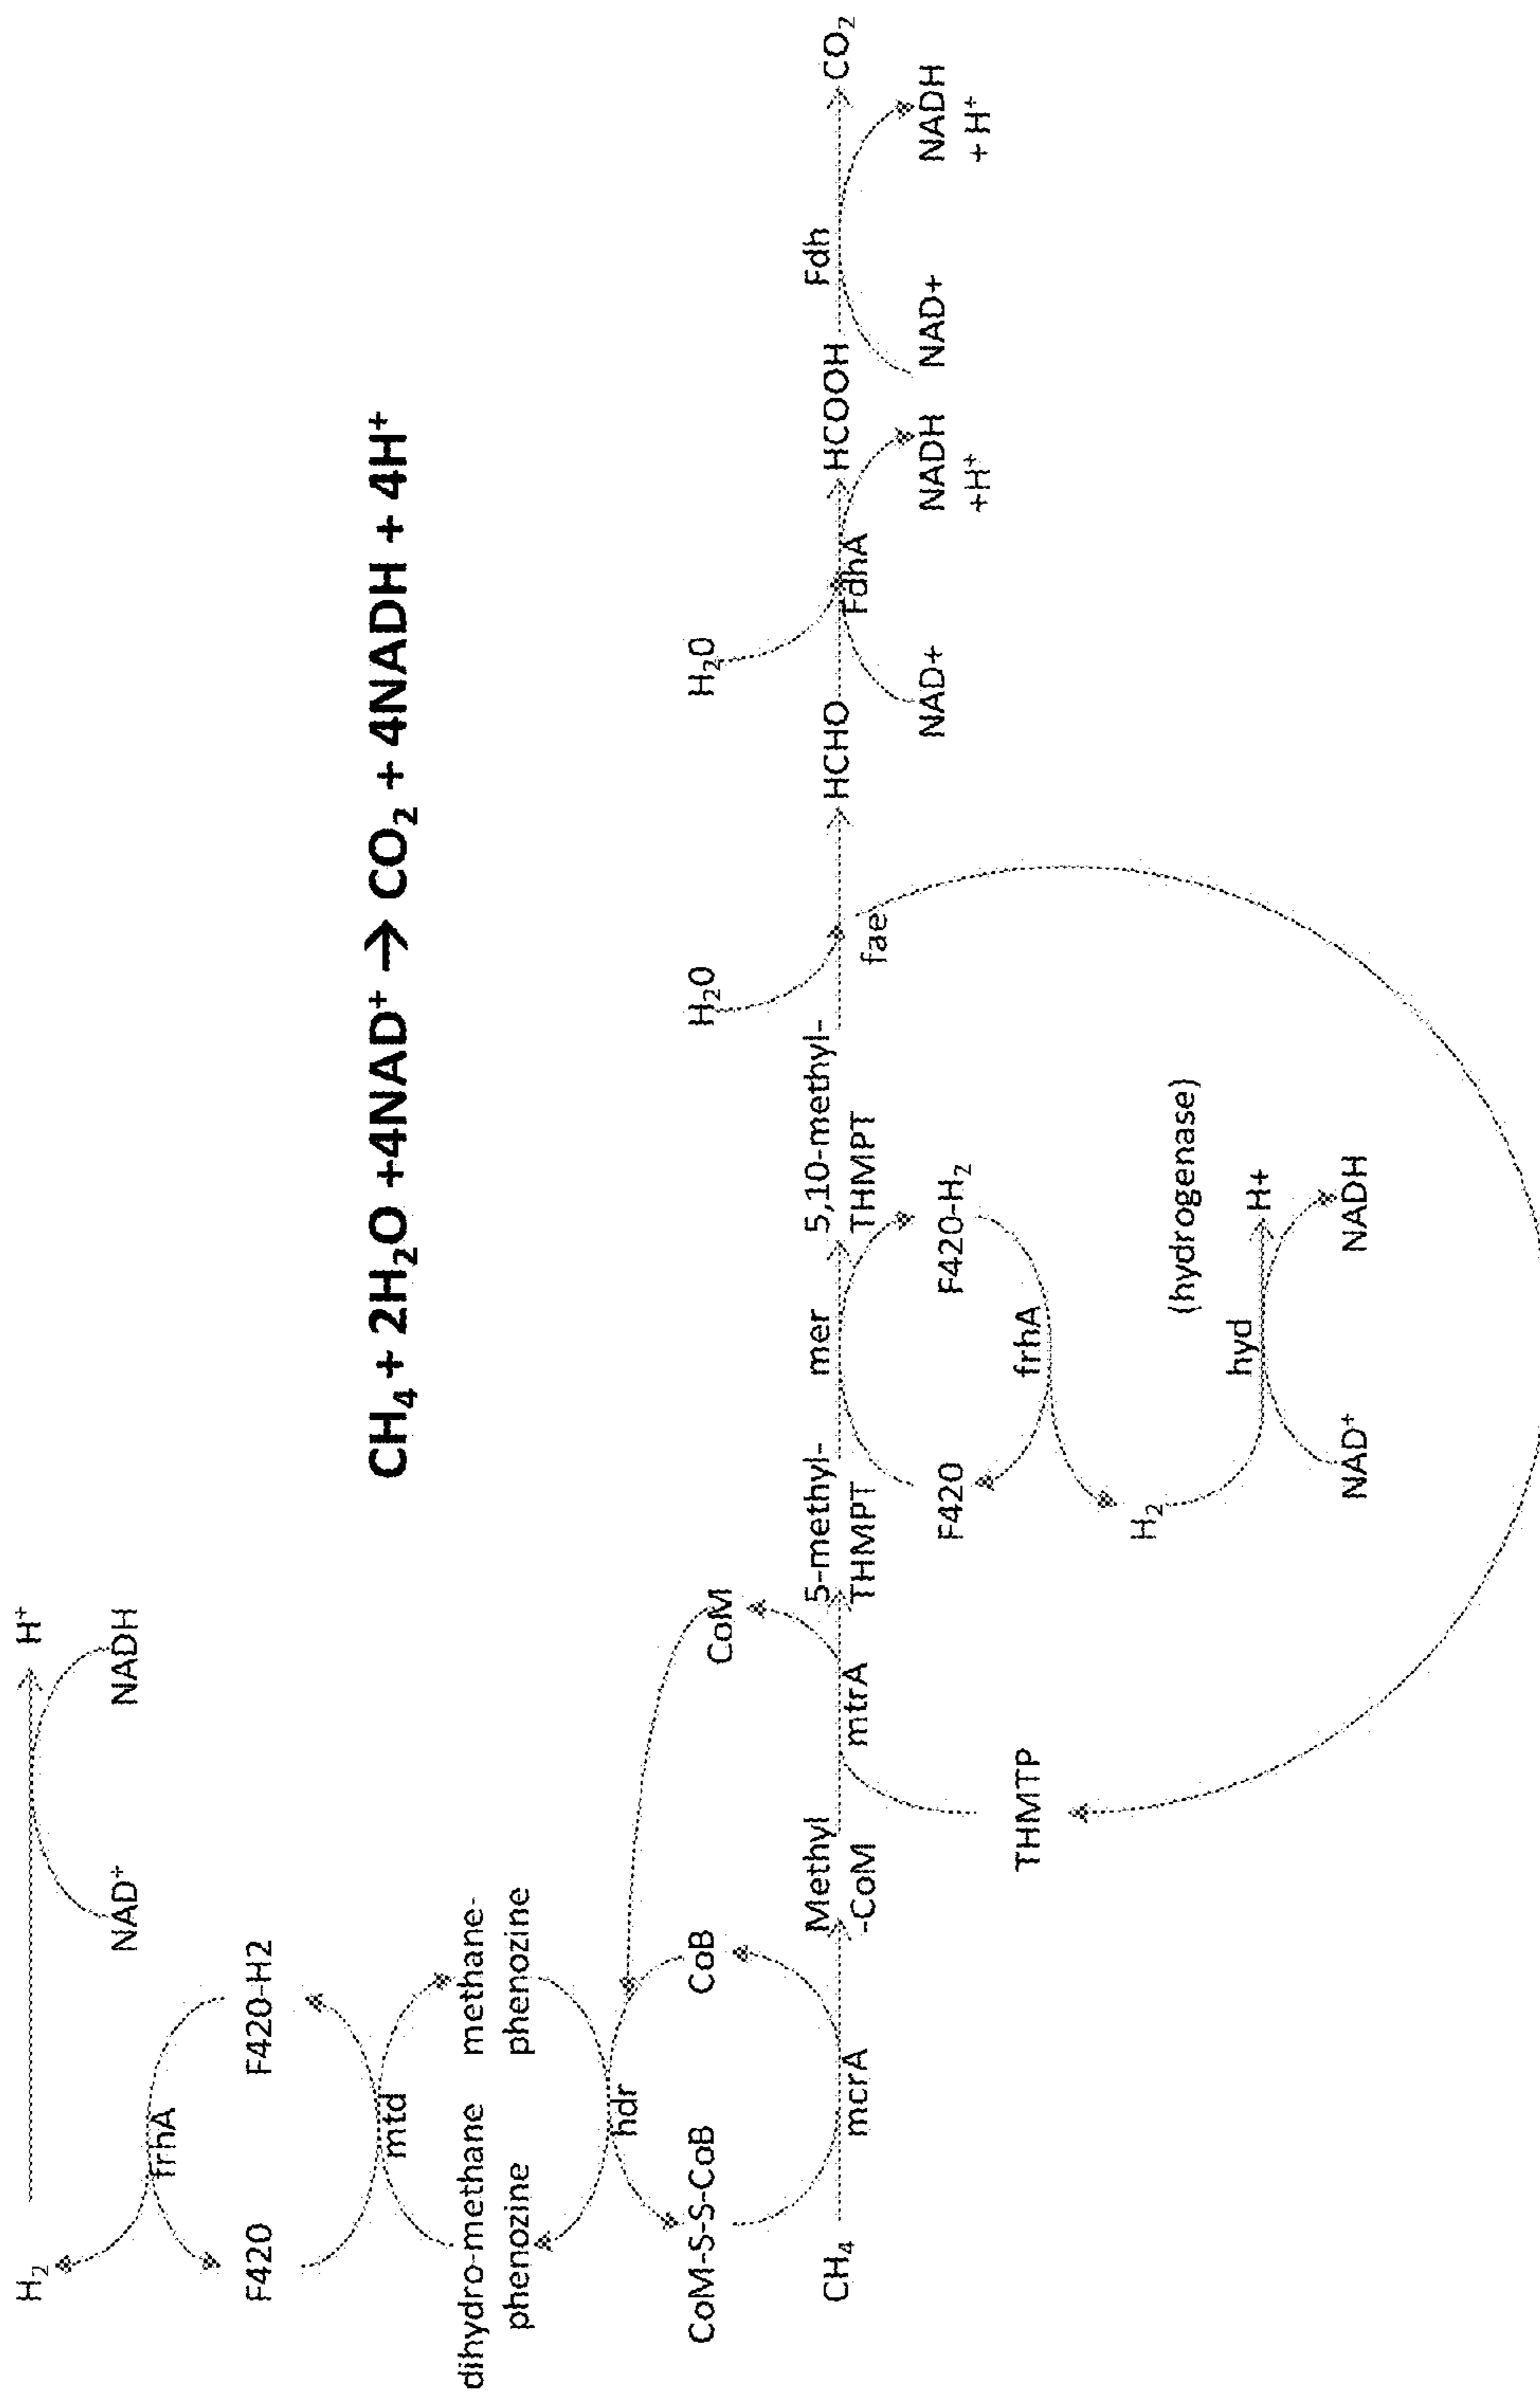 H₂
H⁺
NAD⁺
NADH
frhA
F420
F420-H2
mtd
dihydro-methane
phenozine
methane-
phenozine
hdr
CoM-S-S-CoB
CoB
CoM
CH₄ + 2H₂O +4NAD⁺ → CO₂ + 4NADH + 4H⁺
CH₄
mcrA
Methyl
-CoM
mtrA
THMTP
5-methyl-
THMPT
mer
5,10-methyl-
THMPT
F420
F420-H₂
frhA
H₂
hyd
(hydrogenase)
H+
NAD⁺
NADH
H₂O
fae
HCHO
H₂O
FdhA
NAD+
NADH
+H⁺
HCOOH
Fdh
NAD+
NADH
+ H⁺
CO₂